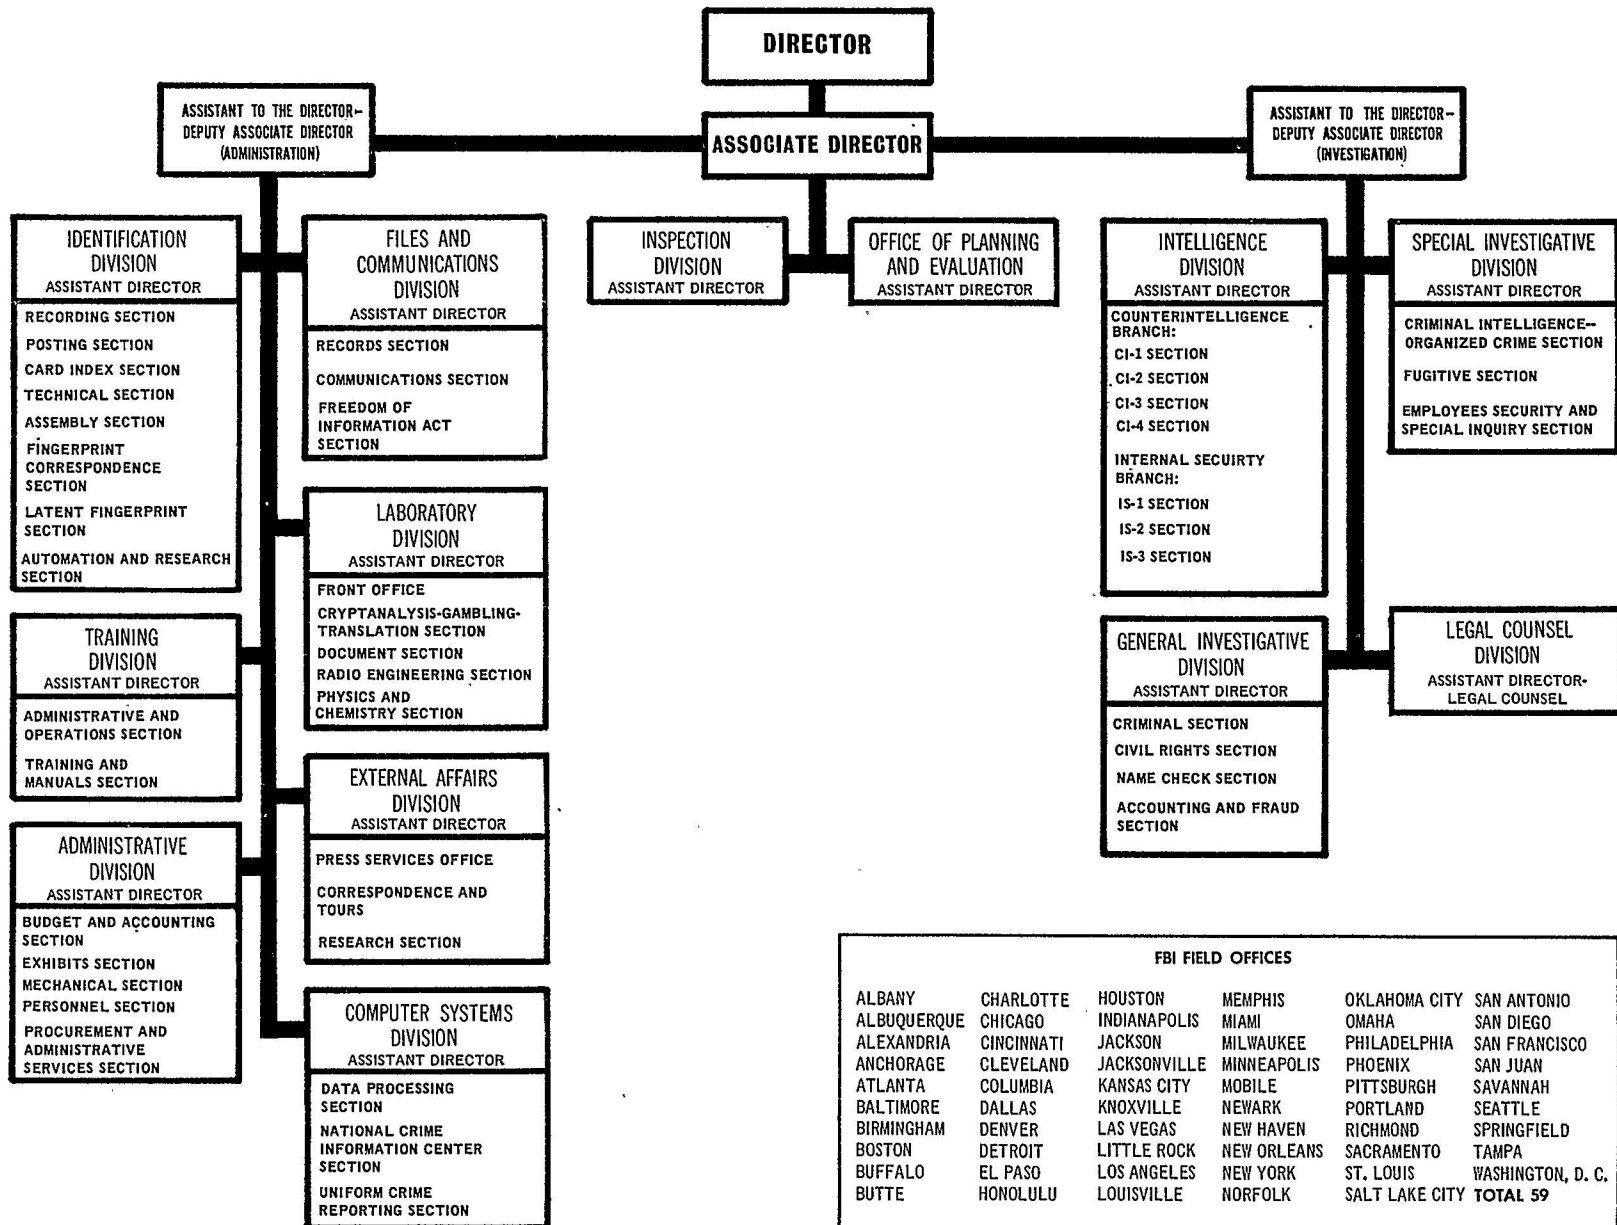 DIRECTOR
ASSOCIATE DIRECTOR
ASSISTANT TO THE DIRECTOR-
DEPUTY ASSOCIATE DIRECTOR
(ADMINISTRATION)
ASSISTANT TO THE DIRECTOR-
DEPUTY ASSOCIATE DIRECTOR
(INVESTIGATION)
IDENTIFICATION
DIVISION
ASSISTANT DIRECTOR
RECORDING SECTION
POSTING SECTION
CARD INDEX SECTION
TECHNICAL SECTION
ASSEMBLY SECTION
FINGERPRINT
CORRESPONDENCE
SECTION
LATENT FINGERPRINT
SECTION
AUTOMATION AND RESEARCH
SECTION
TRAINING
DIVISION
ASSISTANT DIRECTOR
ADMINISTRATIVE AND
OPERATIONS SECTION
TRAINING AND
MANUALS SECTION
ADMINISTRATIVE
DIVISION
ASSISTANT DIRECTOR
BUDGET AND ACCOUNTING
SECTION
EXHIBITS SECTION
MECHANICAL SECTION
PERSONNEL SECTION
PROCUREMENT AND
ADMINISTRATIVE
SERVICES SECTION
FILES AND
COMMUNICATIONS
DIVISION
ASSISTANT DIRECTOR
RECORDS SECTION
COMMUNICATIONS SECTION
FREEDOM OF
INFORMATION ACT
SECTION
LABORATORY
DIVISION
ASSISTANT DIRECTOR
FRONT OFFICE
CRYPTANALYSIS-GAMBLING-
TRANSLATION SECTION
DOCUMENT SECTION
RADIO ENGINEERING SECTION
PHYSICS AND
CHEMISTRY SECTION
EXTERNAL AFFAIRS
DIVISION
ASSISTANT DIRECTOR
PRESS SERVICES OFFICE
CORRESPONDENCE AND
TOURS
RESEARCH SECTION
COMPUTER SYSTEMS
DIVISION
ASSISTANT DIRECTOR
DATA PROCESSING
SECTION
NATIONAL CRIME
INFORMATION CENTER
SECTION
UNIFORM CRIME
REPORTING SECTION
INSPECTION
DIVISION
ASSISTANT DIRECTOR
OFFICE OF PLANNING
AND EVALUATION
ASSISTANT DIRECTOR
INTELLIGENCE
DIVISION
ASSISTANT DIRECTOR
COUNTERINTELLIGENCE
BRANCH:
CI-1 SECTION
CI-2 SECTION
CI-3 SECTION
CI-4 SECTION
INTERNAL SECUIRTY
BRANCH:
IS-1 SECTION
IS-2 SECTION
IS-3 SECTION
SPECIAL INVESTIGATIVE
DIVISION
ASSISTANT DIRECTOR
CRIMINAL INTELLIGENCE--
ORGANIZED CRIME SECTION
FUGITIVE SECTION
EMPLOYEES SECURITY AND
SPECIAL INQUIRY SECTION
GENERAL INVESTIGATIVE
DIVISION
ASSISTANT DIRECTOR
CRIMINAL SECTION
CIVIL RIGHTS SECTION
NAME CHECK SECTION
ACCOUNTING AND FRAUD
SECTION
LEGAL COUNSEL
DIVISION
ASSISTANT DIRECTOR-
LEGAL COUNSEL
FBI FIELD OFFICES
ALBANY CHARLOTTE HOUSTON MEMPHIS OKLAHOMA CITY SAN ANTONIO
ALBUQUERQUE CHICAGO INDIANAPOLIS MIAMI OMAHA SAN DIEGO
ALEXANDRIA CINCINNATI JACKSON MILWAUKEE PHILADELPHIA SAN FRANCISCO
ANCHORAGE CLEVELAND JACKSONVILLE MINNEAPOLIS PHOENIX SAN JUAN
ATLANTA COLUMBIA KANSAS CITY MOBILE PITTSBURGH SAVANNAH
BALTIMORE DALLAS KNOXVILLE NEWARK PORTLAND SEATTLE
BIRMINGHAM DENVER LAS VEGAS NEW HAVEN RICHMOND SPRINGFIELD
BOSTON DETROIT LITTLE ROCK NEW ORLEANS SACRAMENTO TAMPA
BUFFALO EL PASO LOS ANGELES NEW YORK ST. LOUIS WASHINGTON, D. C.
BUTTE HONOLULU LOUISVILLE NORFOLK SALT LAKE CITY TOTAL 59